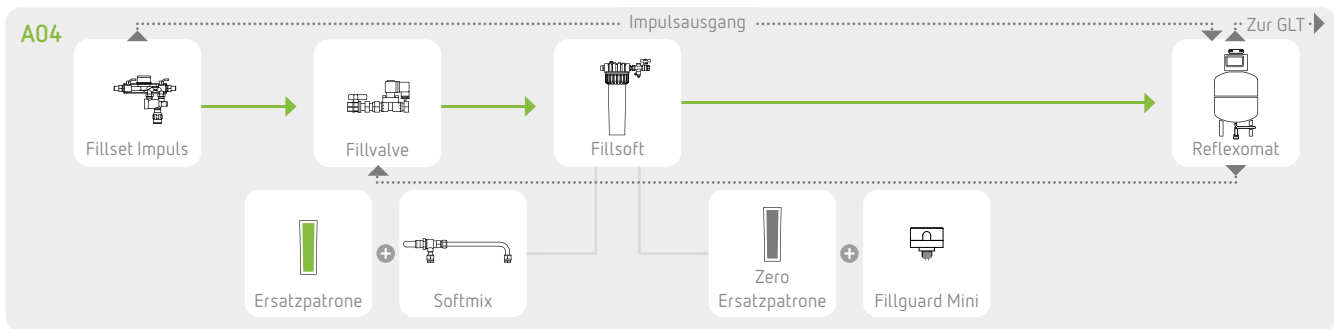 A04
Impulsausgang
Zur GLT
Fillset Impuls
Fillvalve
Fillsoft
Reflexomat
Ersatzpatrone
Softmix
Zero
Ersatzpatrone
Fillguard Mini